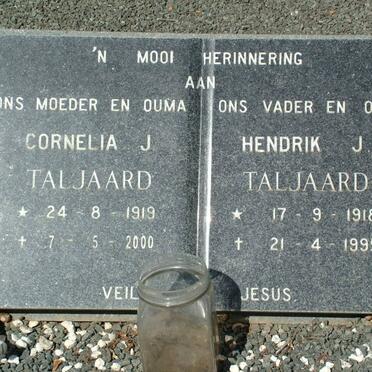 'N MOOI HERINNERING
AAN
ONS MOEDER EN OUMA
CORNELIA J.
TALJAARD
★ 24-8-1919
✝ 7-5-2000
ONS VADER EN
HENDRIK J.
TALJAARD
★ 17-9-1918
✝ 21-4-199
VEIL JESUS